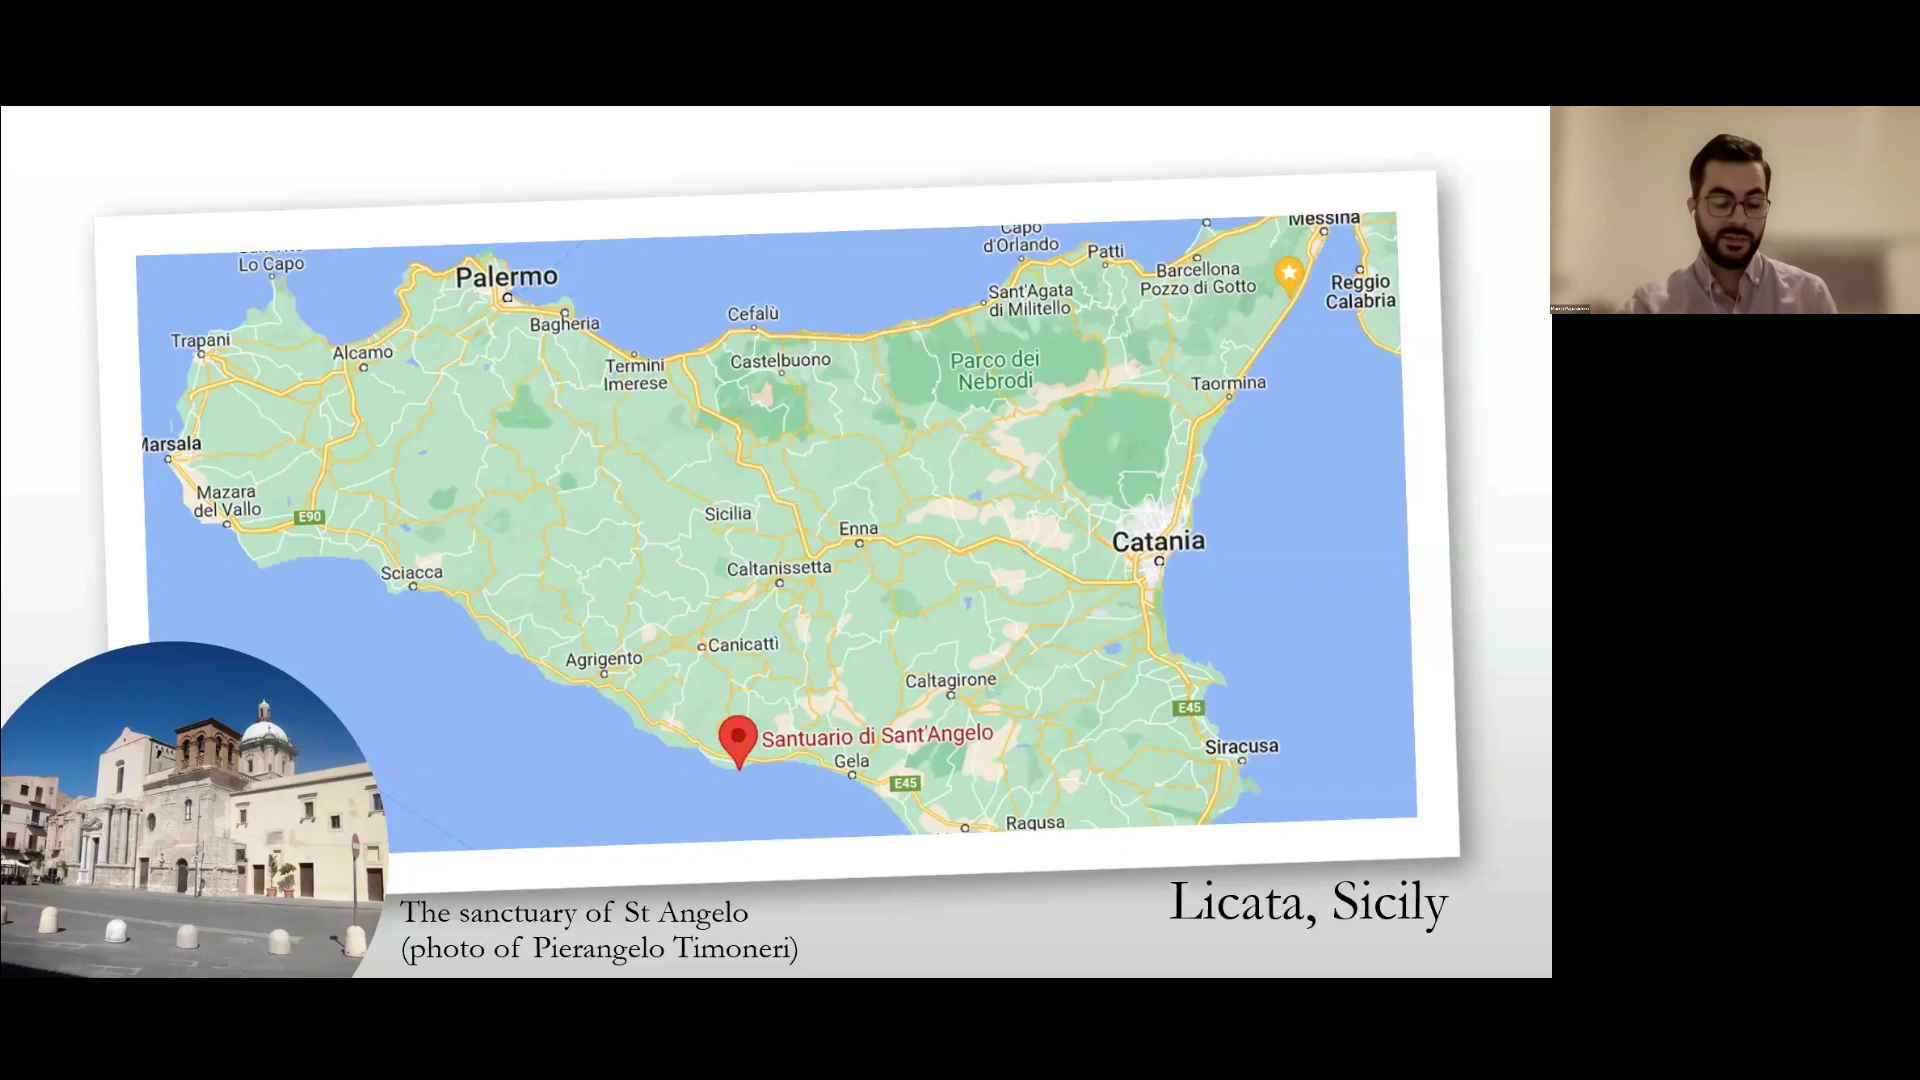 Messina
Capo
d'Orlando
Patti
Lo Capo
Palermo
Barcellona
Pozzo di Gotto
Reggio
Calabria
Sant'Agata
di Militello
Cefalù
Bagheria
Trapani
Alcamo
Termini
Imerese
Castelbuono
Parco dei
Nebrodi
Taormina
Marsala
Mazara
del Vallo
E90
Sicilia
Enna
Catania
Sciacca
Caltanissetta
Canicattì
Agrigento
Caltagirone
E45
Santuario di Sant'Angelo
Siracusa
Gela
E45
Ragusa
Licata, Sicily
The sanctuary of St Angelo
(photo of Pierangelo Timoneri)